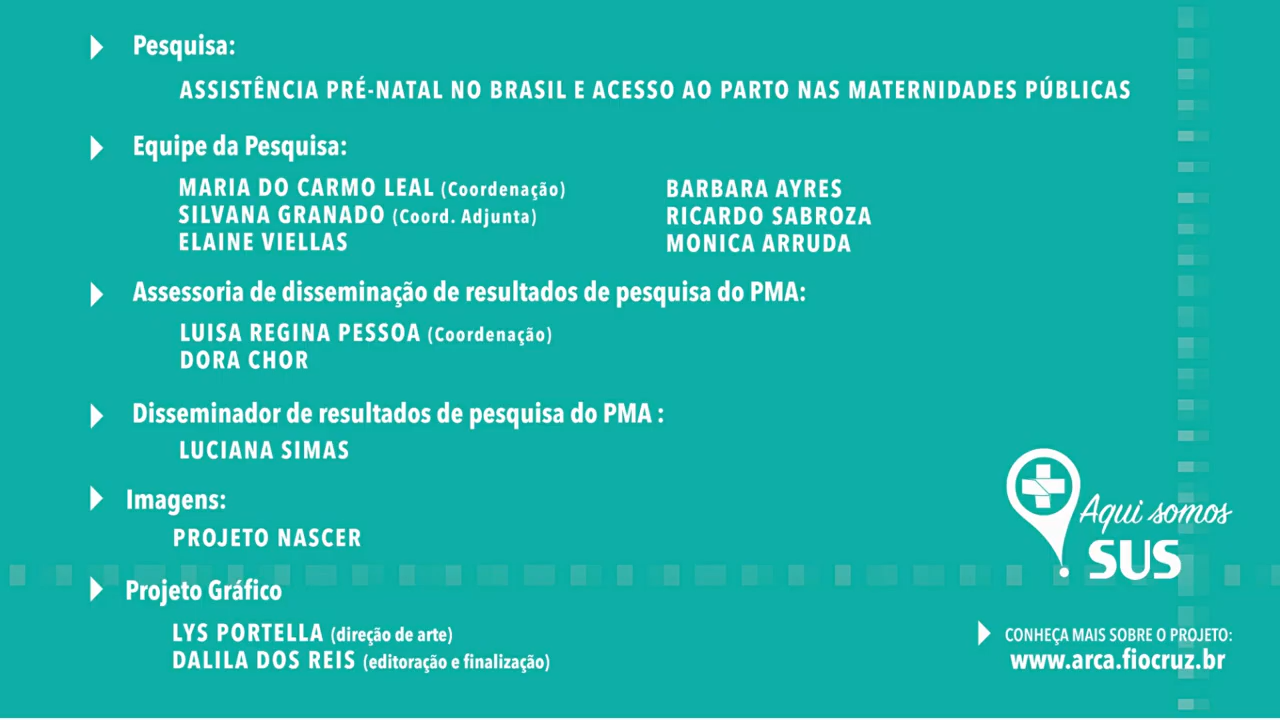 Pesquisa:
ASSISTÊNCIA PRÉ-NATAL NO BRASIL E ACESSO AO PARTO NAS MATERNIDADES PÚBLICAS
Equipe da Pesquisa:
MARIA DO CARMO LEAL (Coordenação)
SILVANA GRANADO (Coord. Adjunta)
ELAINE VIELLAS
BARBARA AYRES
RICARDO SABROZA
MONICA ARRUDA
Assessoria de disseminação de resultados de pesquisa do PMA:
LUISA REGINA PESSOA (Coordenação)
DORA CHOR
Disseminador de resultados de pesquisa do PMA :
LUCIANA SIMAS
Imagens:
PROJETO NASCER
Projeto Gráfico
LYS PORTELLA (direção de arte)
DALILA DOS REIS (editoração e finalização)
Aqui somos
SUS
CONHEÇA MAIS SOBRE O PROJETO:
www.arca.fiocruz.br